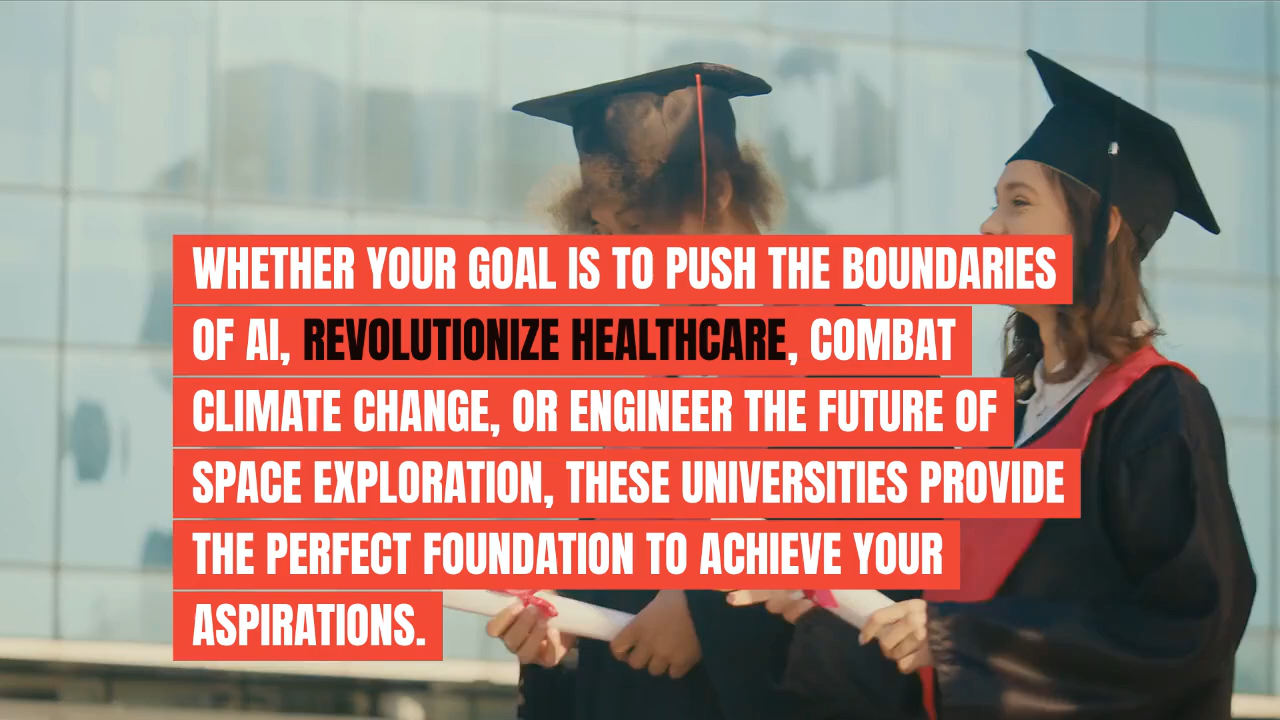 WHETHER YOUR GOAL IS TO PUSH THE BOUNDARIES
OF AI, REVOLUTIONIZE HEALTHCARE, COMBAT
CLIMATE CHANGE, OR ENGINEER THE FUTURE OF
SPACE EXPLORATION, THESE UNIVERSITIES PROVIDE
THE PERFECT FOUNDATION TO ACHIEVE YOUR
ASPIRATIONS.